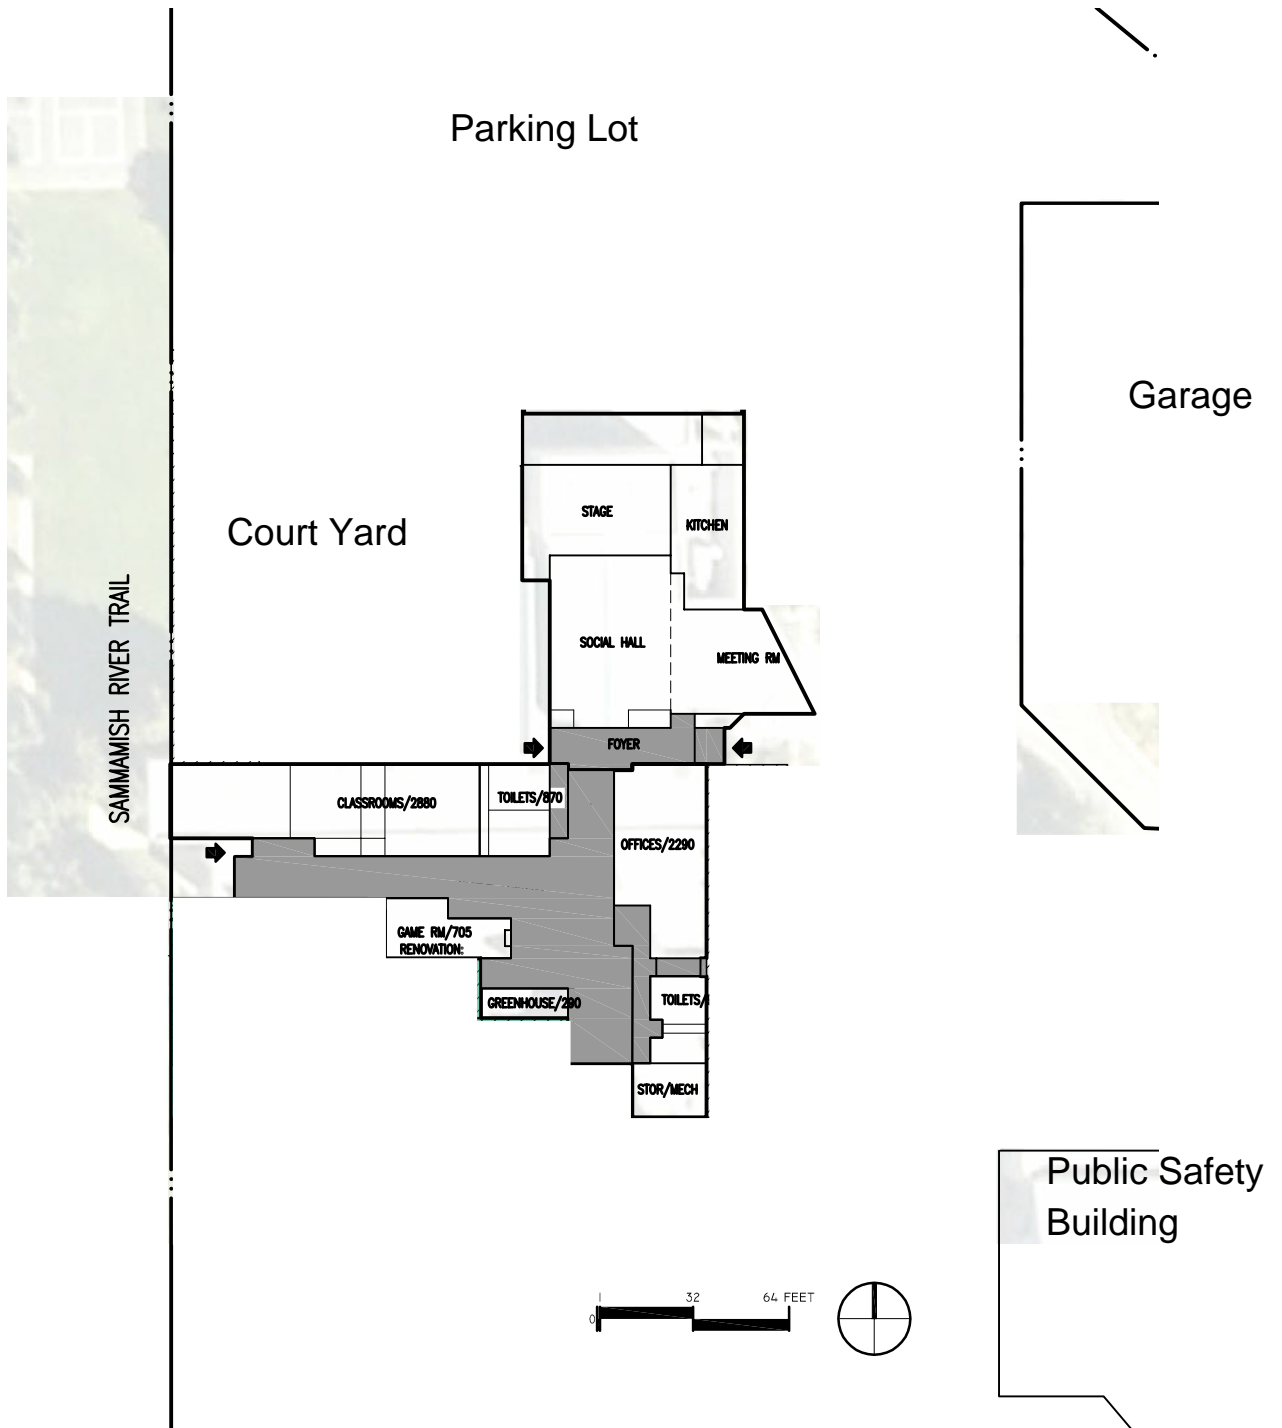 Parking Lot
Garage
Court Yard
STAGE
KITCHEN
SAMMAMISH RIVER TRAIL
SOCIAL HALL
MEETING RM
FOYER
CLASSROOMS/2880
TOILETS/870
OFFICES/2290
GAME RM/705
RENOVATION:
GREENHOUSE/290
TOILETS/
STOR/MECH
Public Safety
Building
0
32
64 FEET